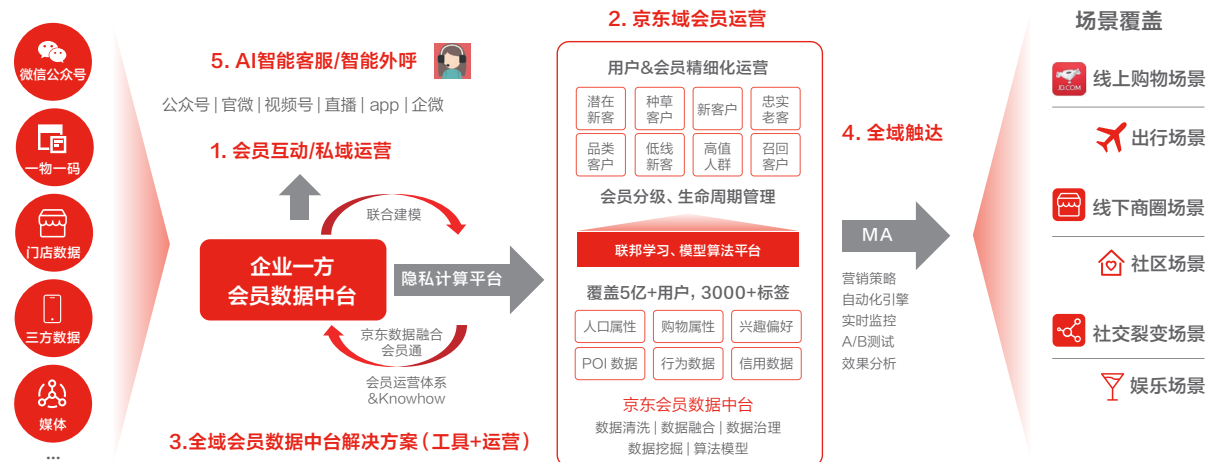 微信公众号
一物一码
门店数据
三方数据
媒体
...
5. AI智能客服/智能外呼
公众号 | 官微 | 视频号 | 直播 | app | 企微
1. 会员互动/私域运营
联合建模
企业一方
会员数据中台
隐私计算平台
京东数据融合
会员通
会员运营体系
&Knowhow
3.全域会员数据中台解决方案（工具+运营）
2. 京东域会员运营
用户&会员精细化运营
潜在
新客
种草
客户
新客户
忠实
老客
品类
客户
低线
新客
高值
人群
召回
客户
会员分级、生命周期管理
联邦学习、模型算法平台
覆盖5亿+用户，3000+标签
人口属性
购物属性
兴趣偏好
POI 数据
行为数据
信用数据
京东会员数据中台
数据清洗 | 数据融合 | 数据治理
数据挖掘 | 算法模型
4. 全域触达
MA
营销策略
自动化引擎
实时监控
A/B测试
效果分析
场景覆盖
JD.COM
线上购物场景
出行场景
线下商圈场景
社区场景
社交裂变场景
娱乐场景